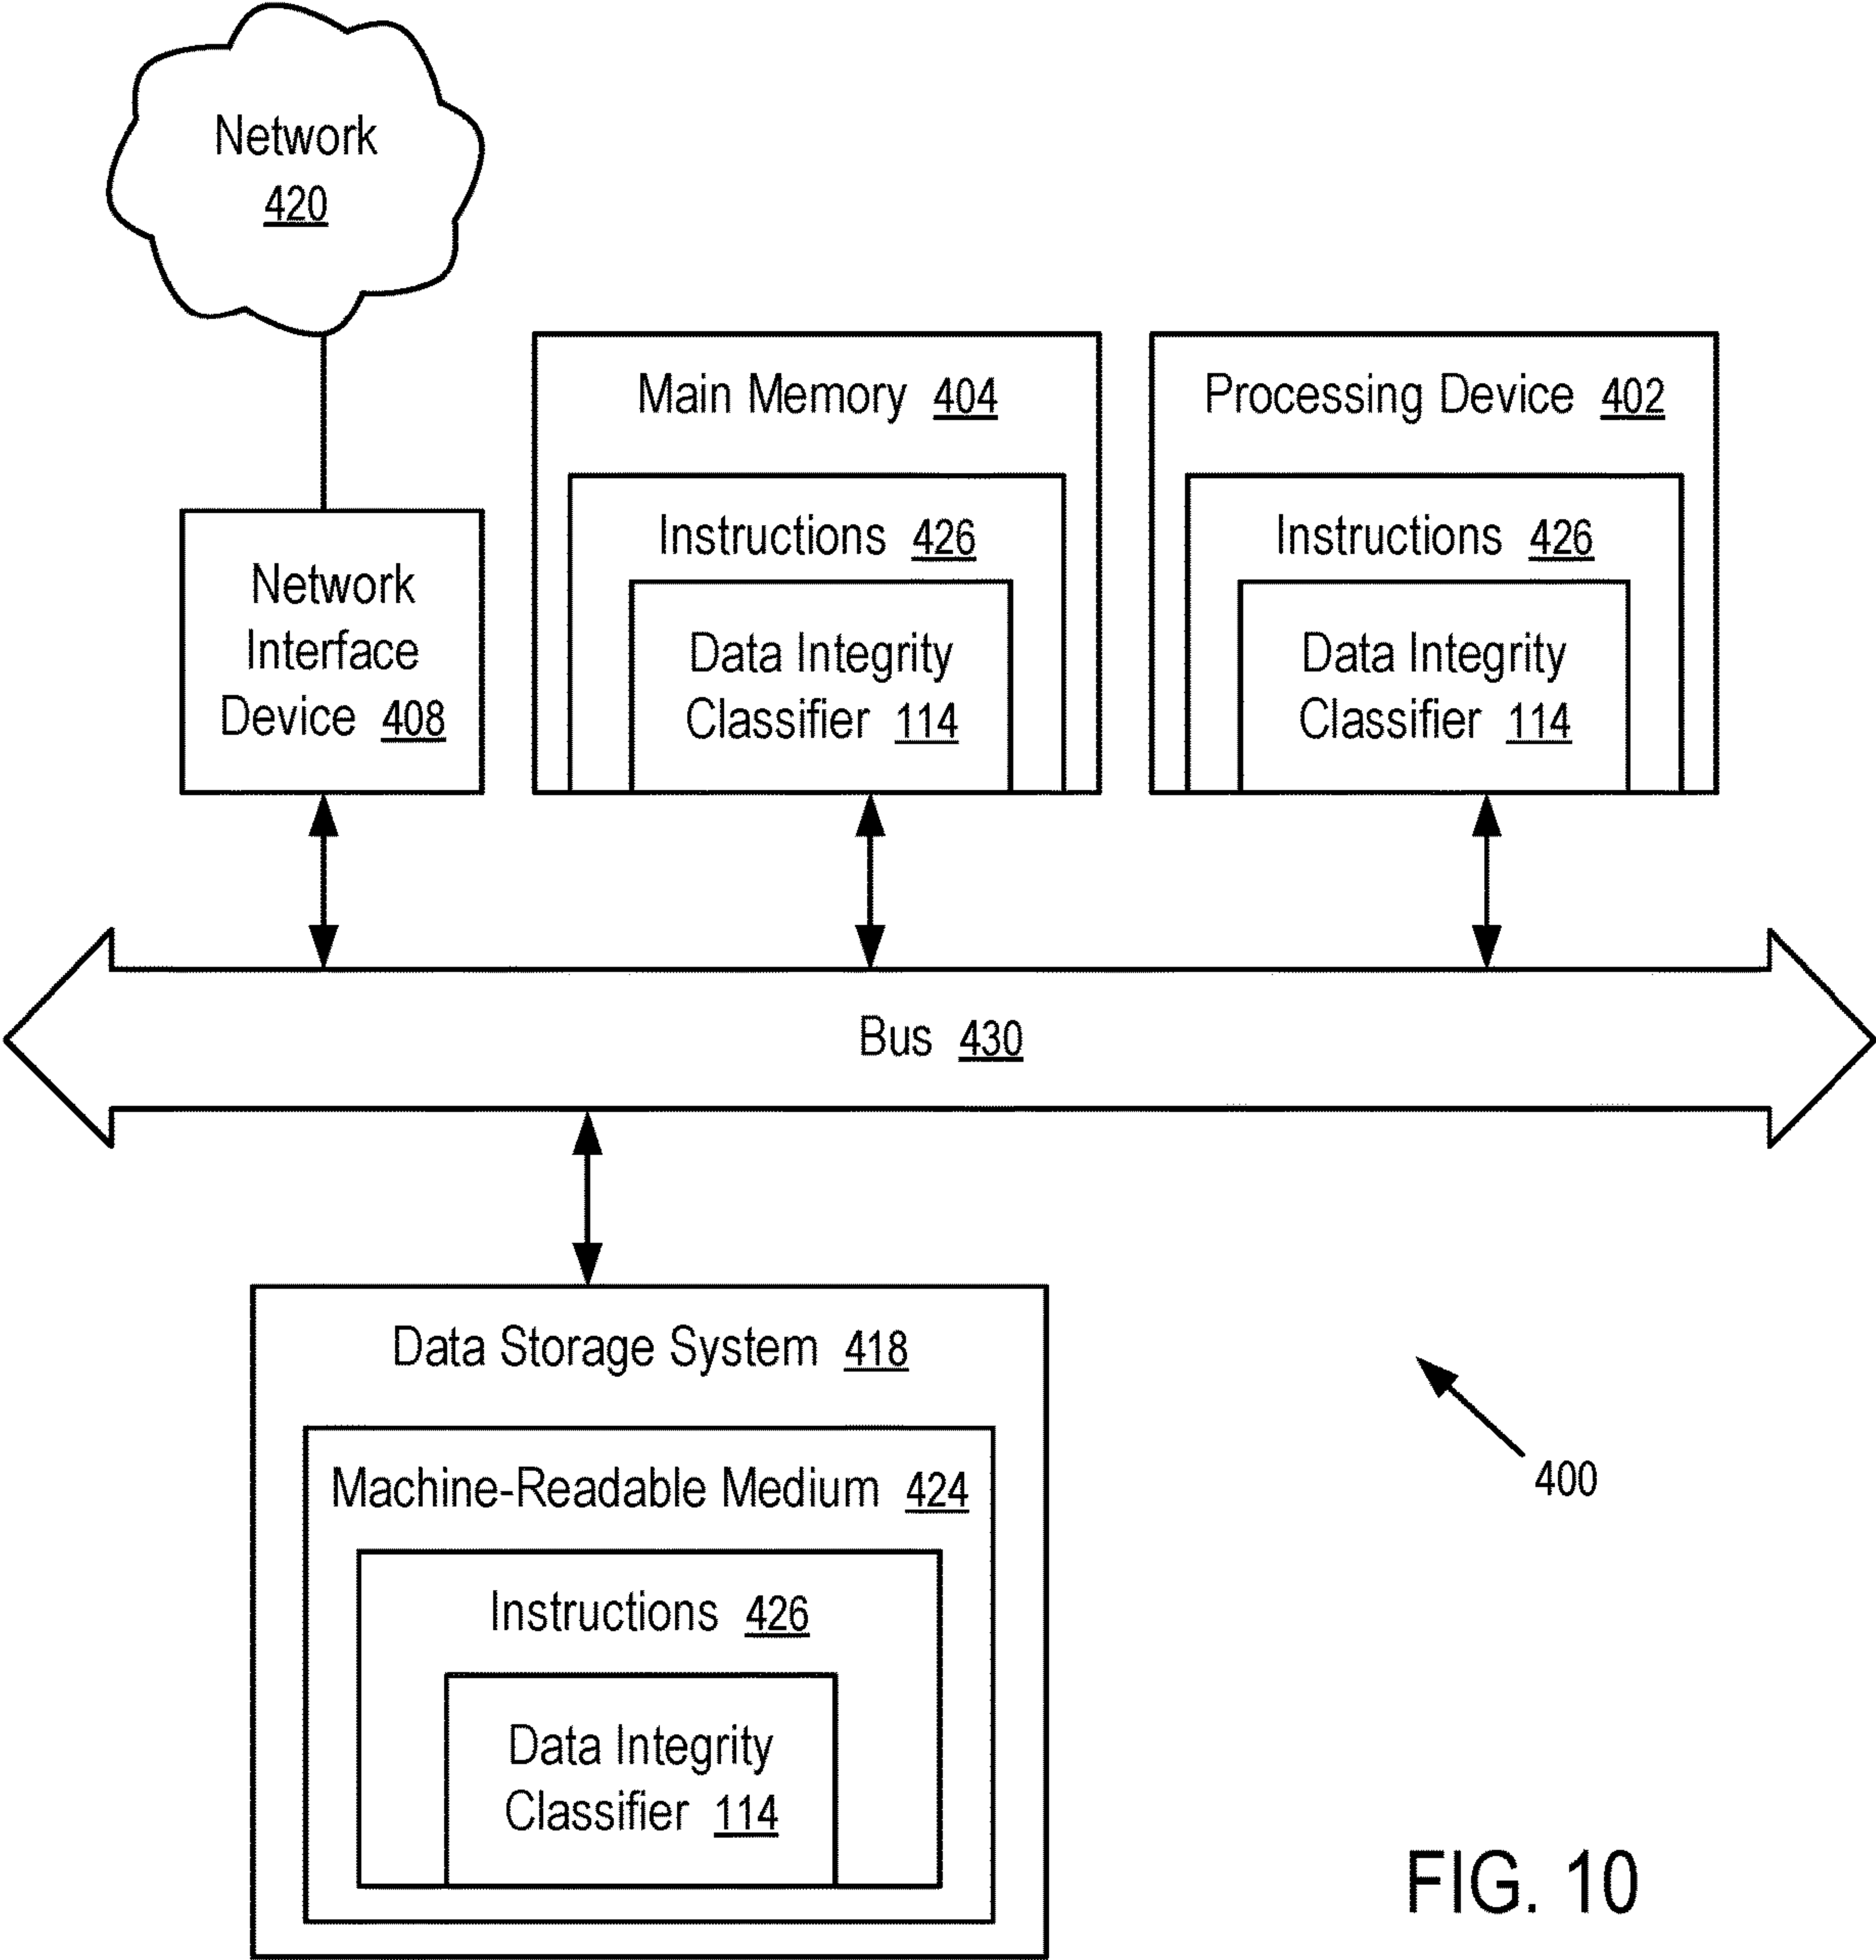 Network
420
Main Memory 404
Processing Device 402
Instructions 426
Instructions 426
Network
Interface
Device 408
Data Integrity
Classifier 114
Data Integrity
Classifier 114
Bus 430
Data Storage System 418
Machine-Readable Medium 424
400
Instructions 426
Data Integrity
Classifier 114
FIG. 10